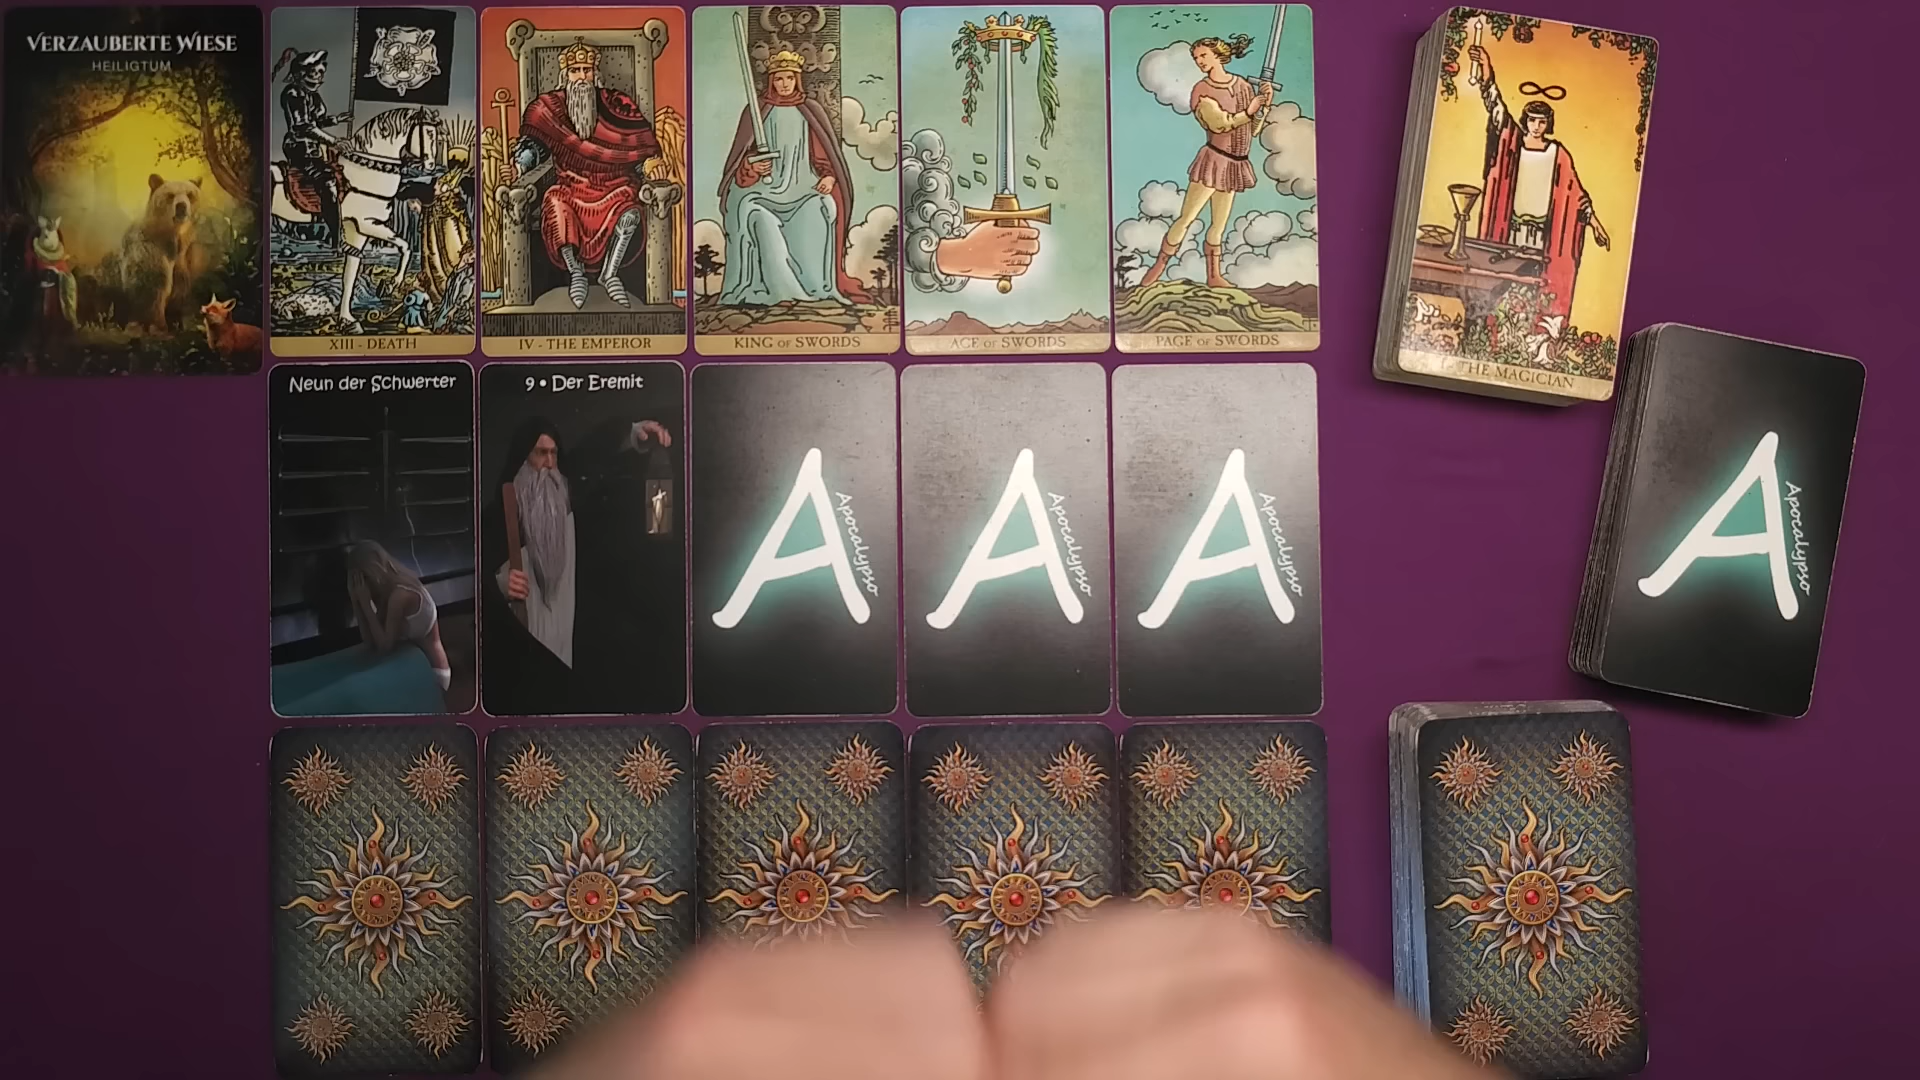 VERZAUBERTE WIESE
HEILIGTUM
XIII - DEATH
IV - THE EMPEROR
KING OF SWORDS
ACE OF SWORDS
PAGE OF SWORDS
THE MAGICIAN
Neun der Schwerter
9 • Der Eremit
A
Apocalypso
A
Apocalypso
A
Apocalypso
A
Apocalypso